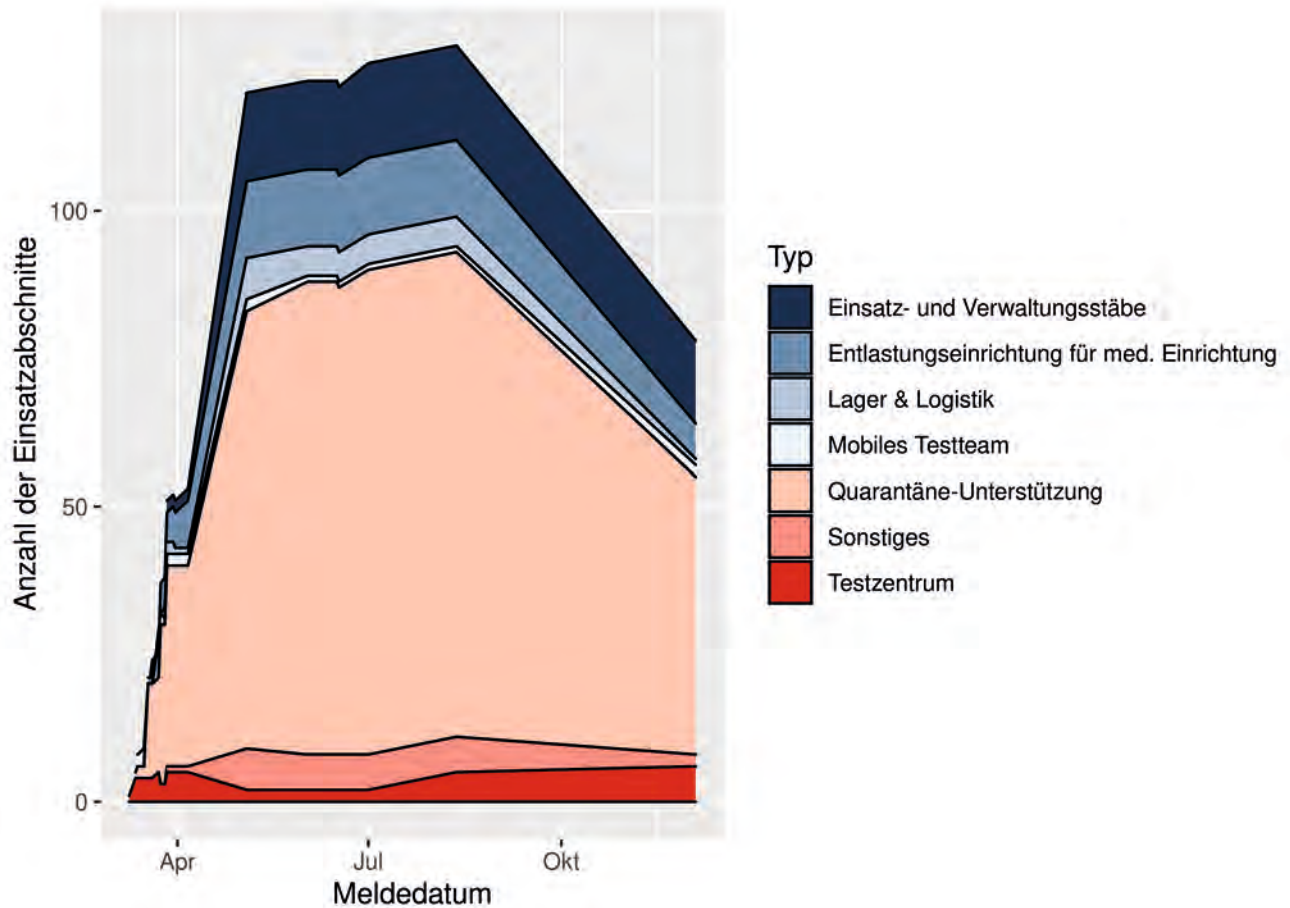 Anzahl der Einsatzabschnitte
100
50
0
Apr
Jul
Okt
Meldedatum
Typ
Einsatz- und Verwaltungsstäbe
Entlastungseinrichtung für med. Einrichtung
Lager & Logistik
Mobiles Testteam
Quarantäne-Unterstützung
Sonstiges
Testzentrum